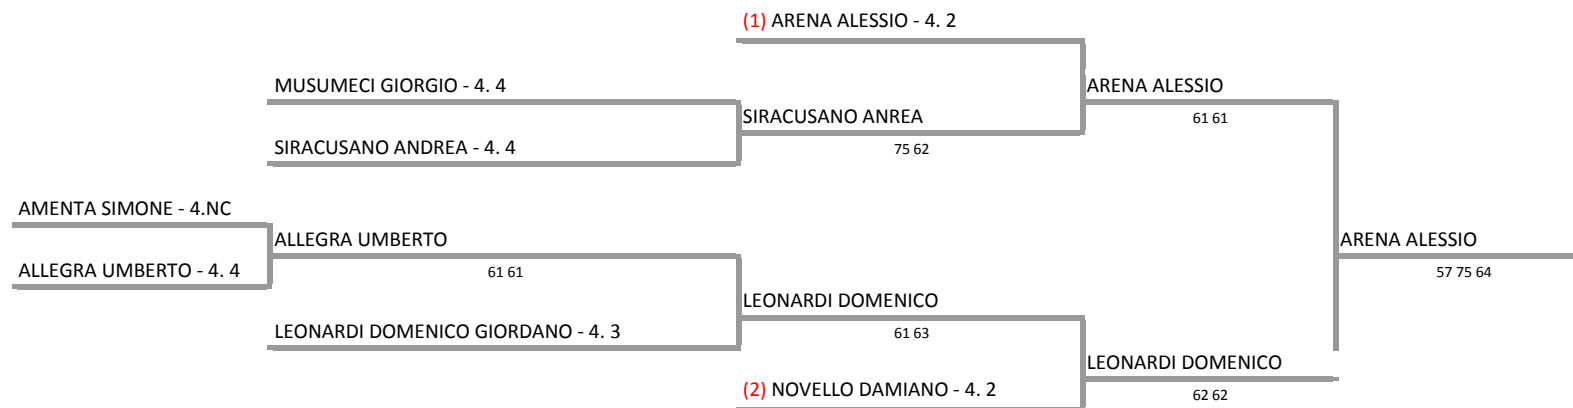 (1) ARENA ALESSIO - 4. 2
MUSUMECI GIORGIO - 4. 4
ARENA ALESSIO
SIRACUSANO ANREA
61 61
SIRACUSANO ANDREA - 4. 4
75 62
AMENTA SIMONE - 4.NC
ALLEGRA UMBERTO
ARENA ALESSIO
ALLEGRA UMBERTO - 4. 4
61 61
57 75 64
LEONARDI DOMENICO
LEONARDI DOMENICO GIORDANO - 4. 3
61 63
LEONARDI DOMENICO
(2) NOVELLO DAMIANO - 4. 2
62 62